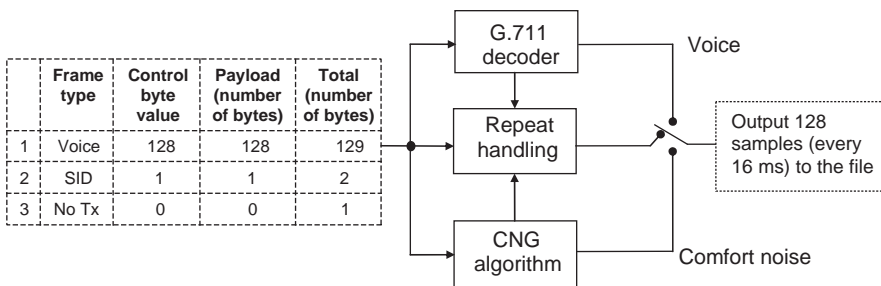 Frame type | Control byte value | Payload (number of bytes) | Total (number of bytes)
1 | Voice | 128 | 128 | 129
2 | SID | 1 | 1 | 2
3 | No Tx | 0 | 0 | 1
G.711
decoder
Repeat
handling
CNG
algorithm
Voice
Comfort noise
Output 128
samples (every
16 ms) to the file